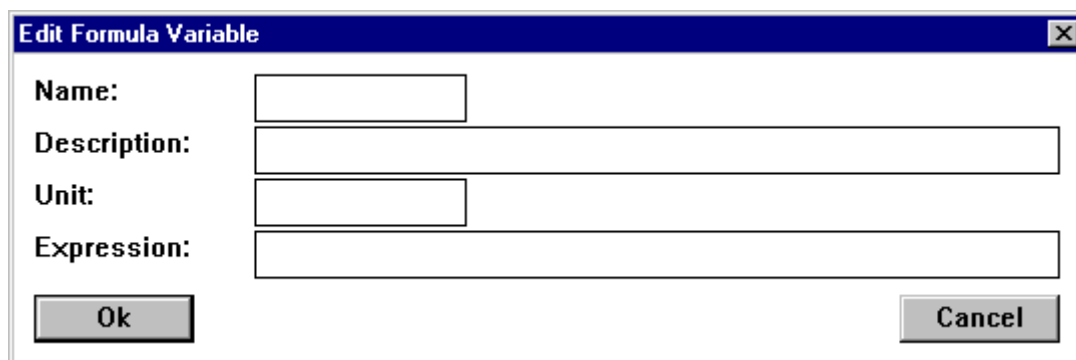 Edit Formula Variable
Name:
Description:
Unit:
Expression:
Ok Cancel